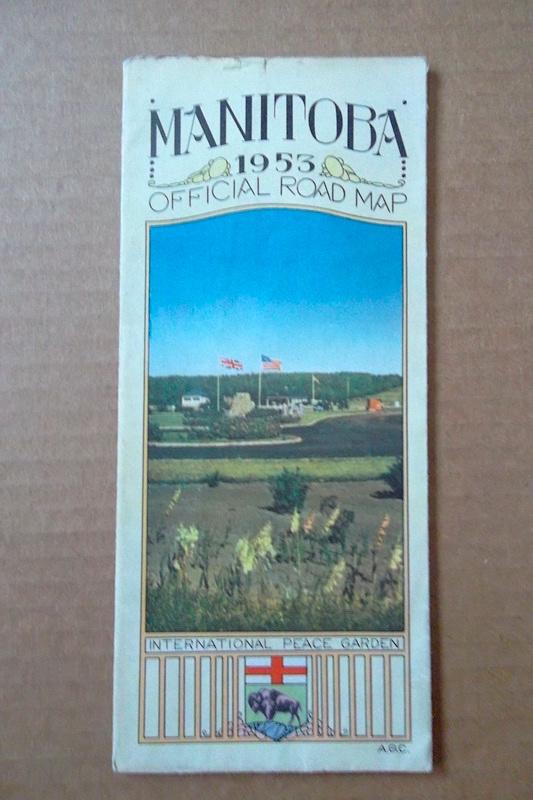 MANITOBA
1953
OFFICIAL ROAD MAP
INTERNATIONAL PEACE GARDEN
A.G.C.